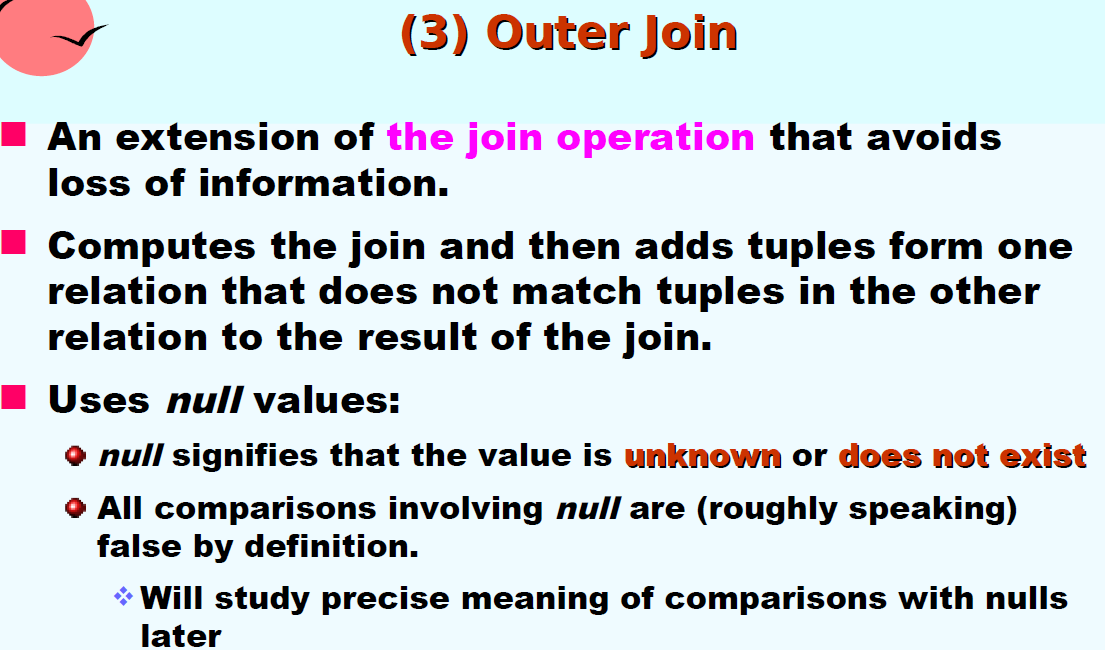 (3) Outer Join
An extension of the join operation that avoids
loss of information.
Computes the join and then adds tuples form one
relation that does not match tuples in the other
relation to the result of the join.
Uses null values:
null signifies that the value is unknown or does not exist
All comparisons involving null are (roughly speaking)
false by definition.
Will study precise meaning of comparisons with nulls
later